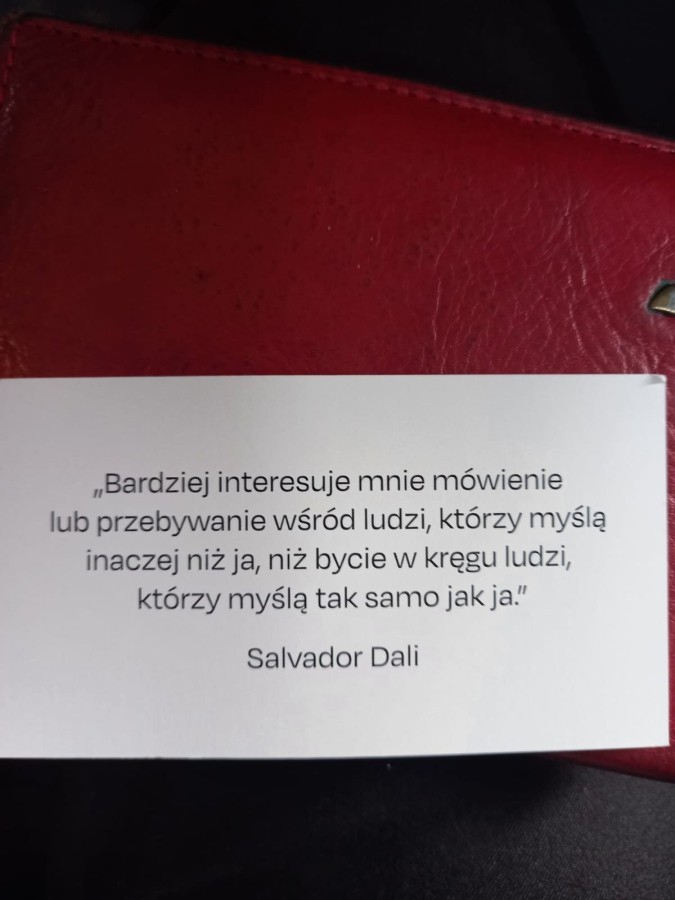 „Bardziej interesuje mnie mówienie
lub przebywanie wśród ludzi, którzy myślą
inaczej niż ja, niż bycie w kręgu ludzi,
którzy myślą tak samo jak ja.”
Salvador Dali